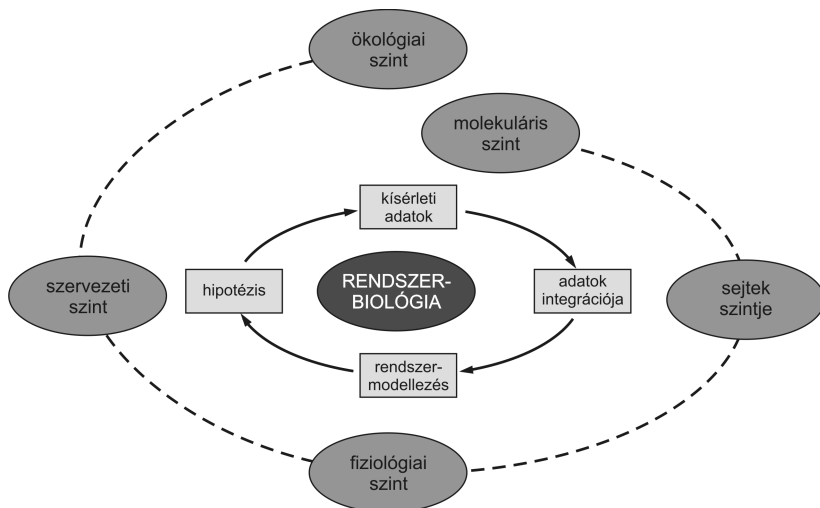 ökológiai
szint
molekuláris
szint
kísérleti
adatok
szervezeti
szint
hipotézis
RENDSZER-
BIOLÓGIA
adatok
integrációja
sejtek
szintje
rendszer-
modellezés
fiziológiai
szint